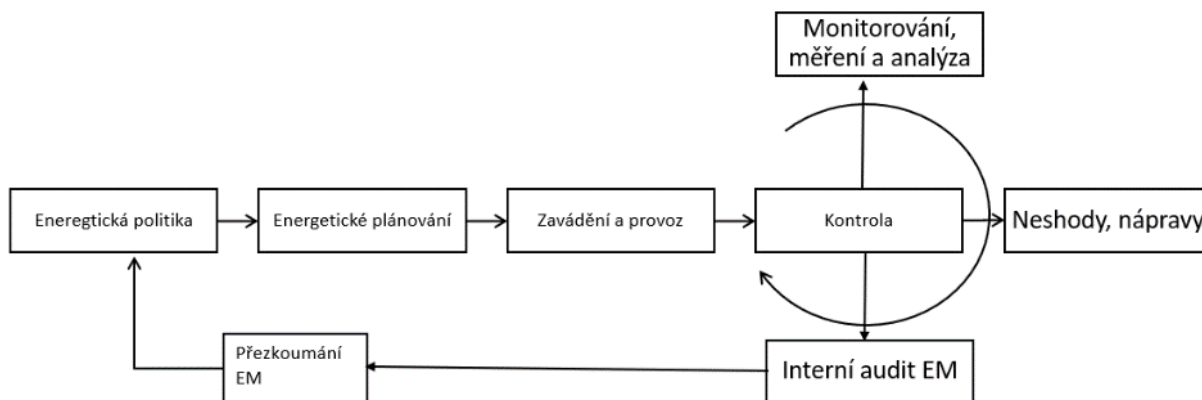 Monitorování,
měření a analýza
Eneregtická politika
Energetické plánování
Zavádění a provoz
Kontrola
Neshody, nápravy
Přezkoumání
EM
Interní audit EM